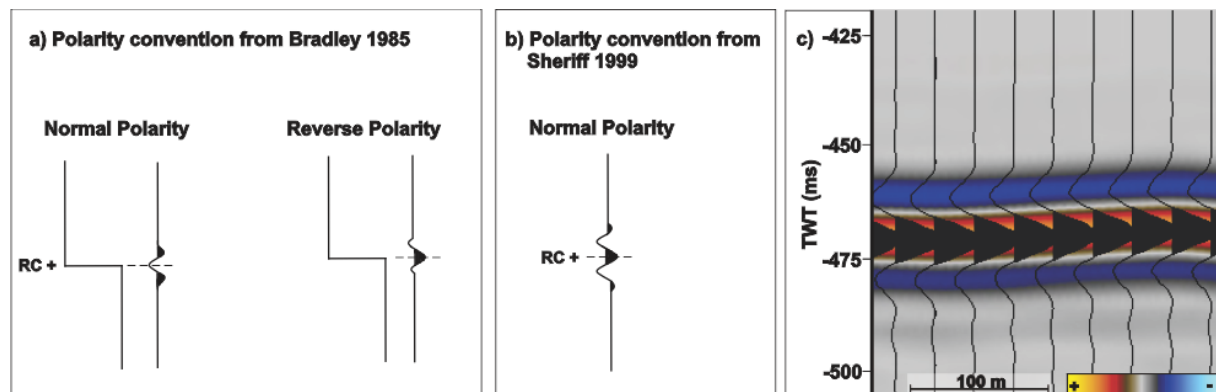 a) Polarity convention from Bradley 1985
Normal Polarity
Reverse Polarity
RC +
b) Polarity convention from
Sheriff 1999
Normal Polarity
RC +
c)
-425
-450
-475
-500
TWT (ms)
100 m
+
-